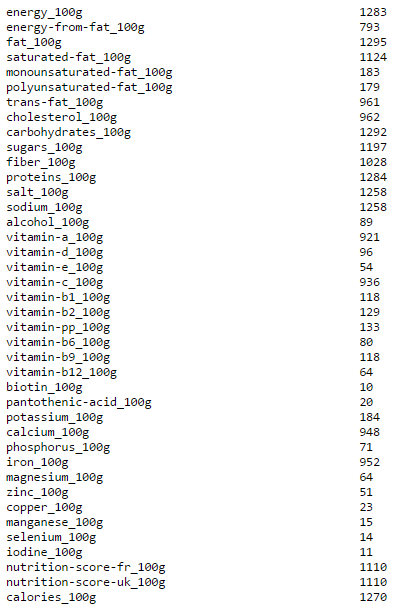 energy_100g 1283
energy-from-fat_100g 793
fat_100g 1295
saturated-fat_100g 1124
monounsaturated-fat_100g 183
polyunsaturated-fat_100g 179
trans-fat_100g 961
cholesterol_100g 962
carbohydrates_100g 1292
sugars_100g 1197
fiber_100g 1028
proteins_100g 1284
salt_100g 1258
sodium_100g 1258
alcohol_100g 89
vitamin-a_100g 921
vitamin-d_100g 96
vitamin-e_100g 54
vitamin-c_100g 936
vitamin-b1_100g 118
vitamin-b2_100g 129
vitamin-pp_100g 133
vitamin-b6_100g 80
vitamin-b9_100g 118
vitamin-b12_100g 64
biotin_100g 10
pantothenic-acid_100g 20
potassium_100g 184
calcium_100g 948
phosphorus_100g 71
iron_100g 952
magnesium_100g 64
zinc_100g 51
copper_100g 23
manganese_100g 15
selenium_100g 14
iodine_100g 11
nutrition-score-fr_100g 1110
nutrition-score-uk_100g 1110
calories_100g 1270